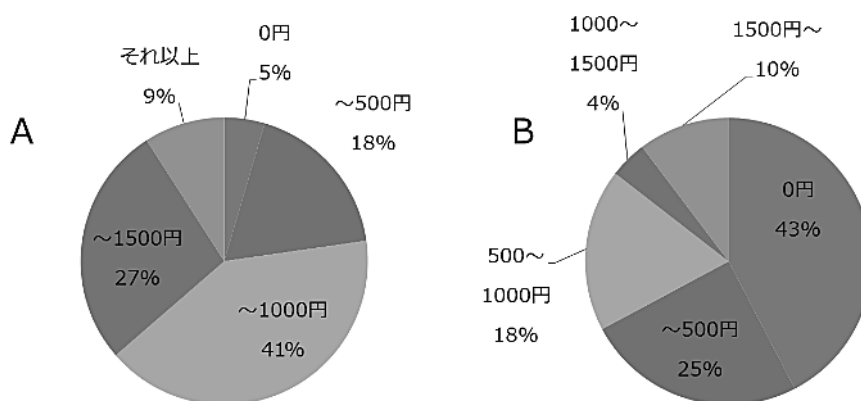 A
0円
5%
～500円
18%
～1000円
41%
～1500円
27%
それ以上
9%
B
0円
43%
～500円
25%
500～
1000円
18%
1000～
1500円
4%
1500円～
10%